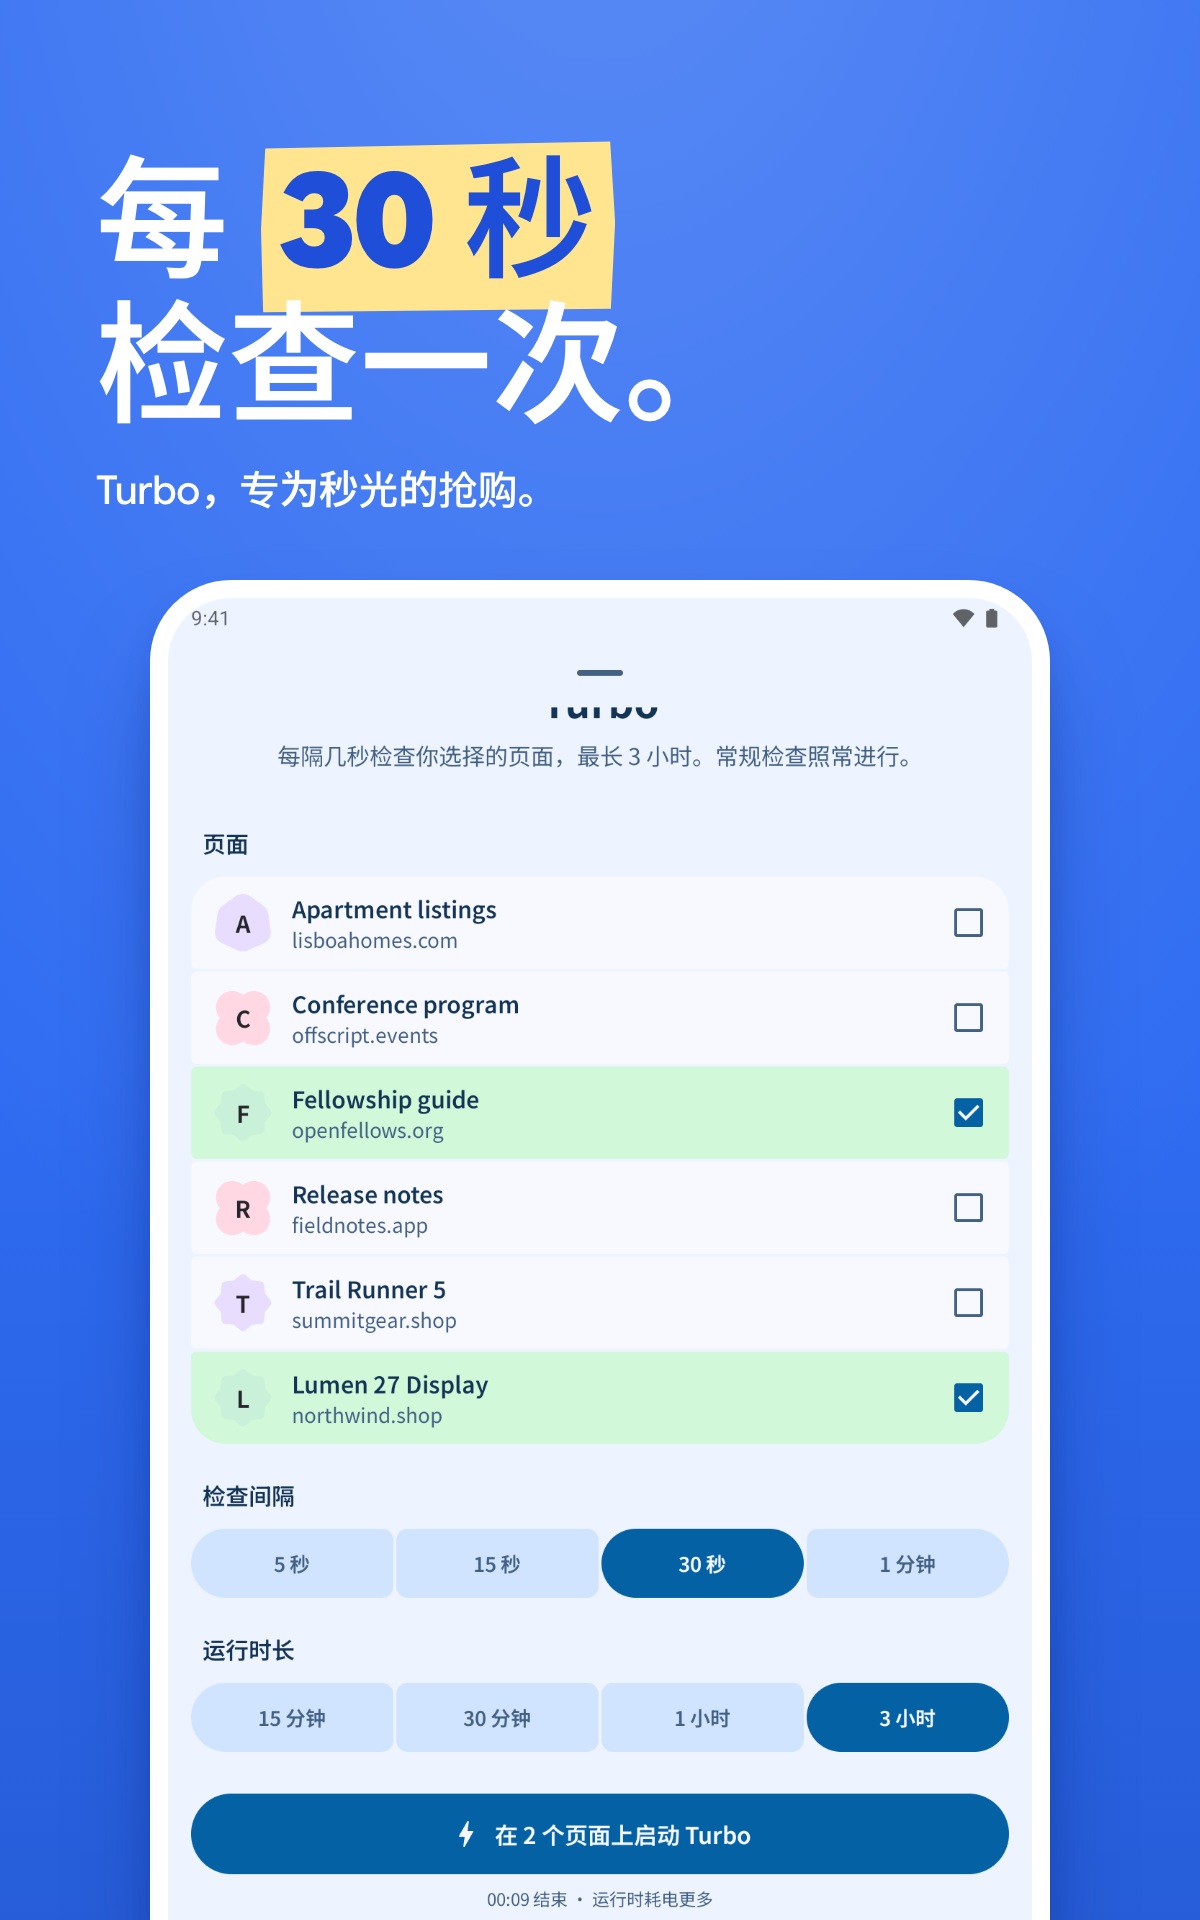 每 30 秒
检查一次。
Turbo，专为秒光的抢购。
9:41
Turbo
每隔几秒检查你选择的页面，最长 3 小时。常规检查照常进行。
页面
A
Apartment listings
lisboahomes.com
C
Conference program
offscript.events
F
Fellowship guide
openfellows.org
R
Release notes
fieldnotes.app
T
Trail Runner 5
summitgear.shop
L
Lumen 27 Display
northwind.shop
检查间隔
5 秒
15 秒
30 秒
1 分钟
运行时长
15 分钟
30 分钟
1 小时
3 小时
在 2 个页面上启动 Turbo
00:09 结束 · 运行时耗电更多